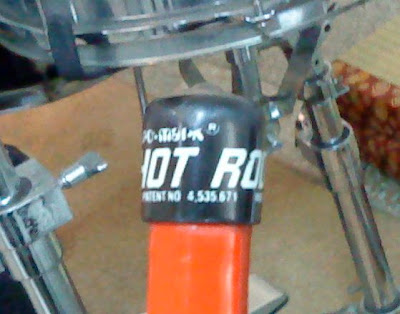 HOT RO
PATENT NO 4,535,671